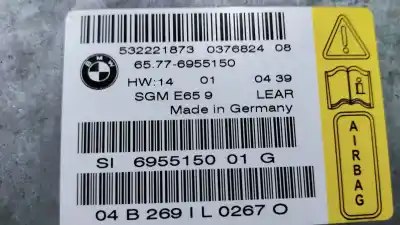 BMW
532221873 0376824 08
65.77-6955150
HW:14 01 04 39
SGM E65 9 LEAR
Made in Germany
SI 6955150 01 G
04 B 269 I L 0267 O
AIRBAG